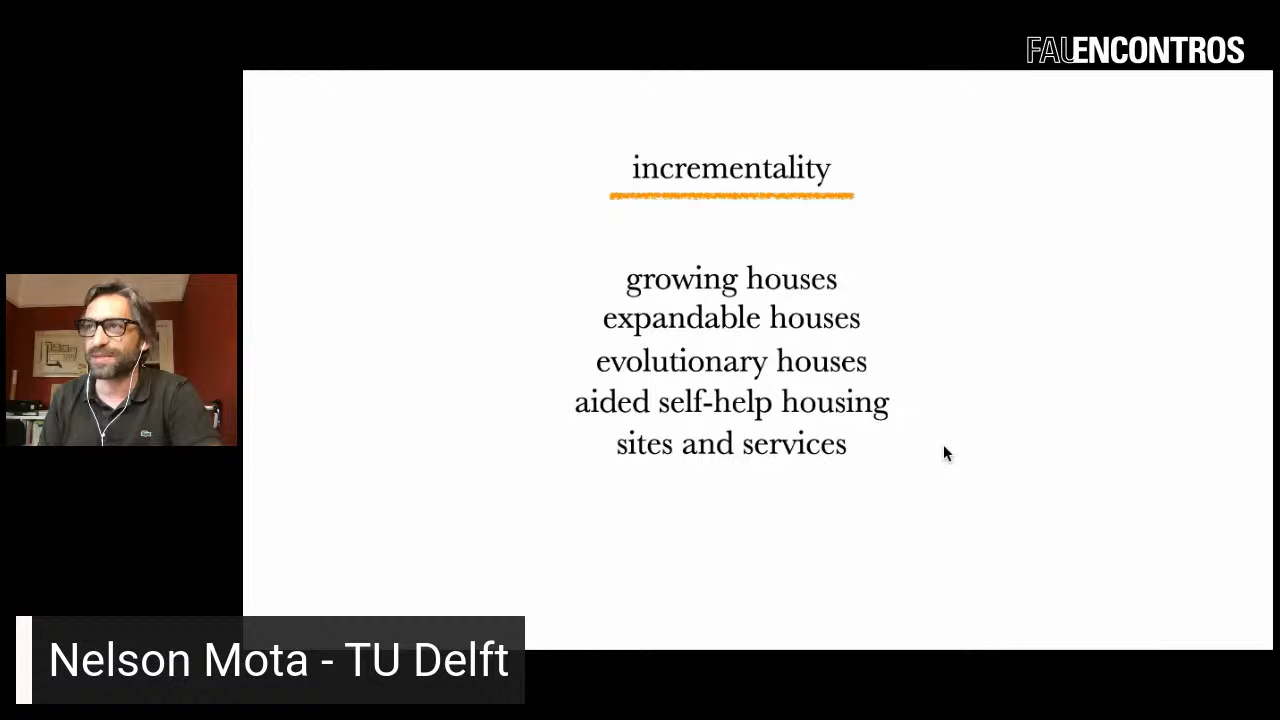 FAUENCONTROS
incrementality
growing houses
expandable houses
evolutionary houses
aided self-help housing
sites and services
Nelson Mota - TU Delft